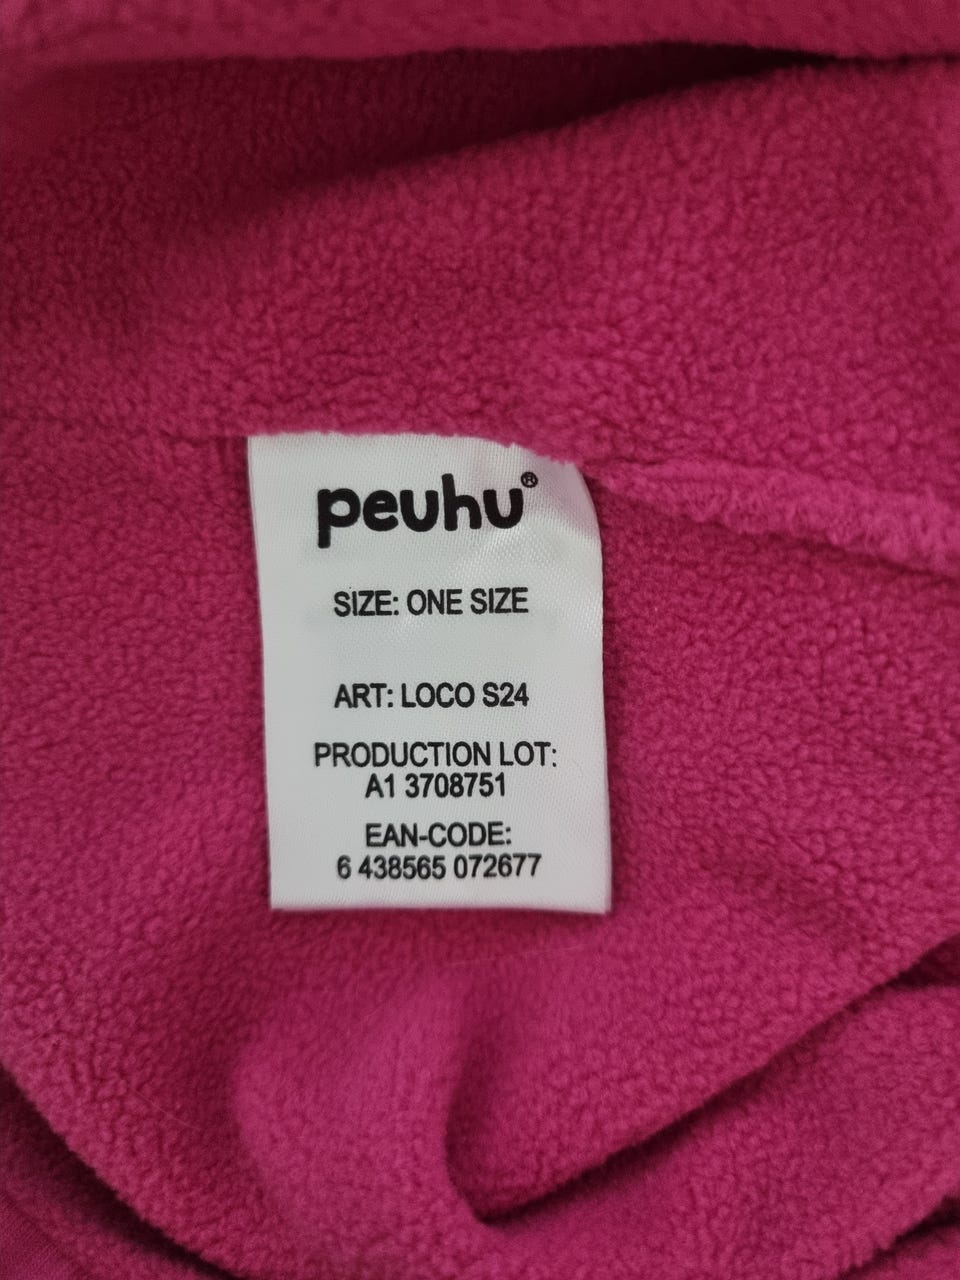 peuhu®
SIZE: ONE SIZE
ART: LOCO S24
PRODUCTION LOT:
A1 3708751
EAN-CODE:
6 438565 072677